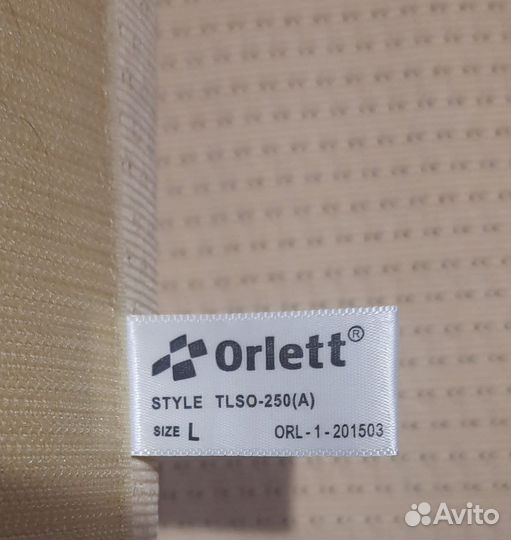 Orlett®
STYLE TLSO-250(A)
SIZE L ORL-1-201503
Avito